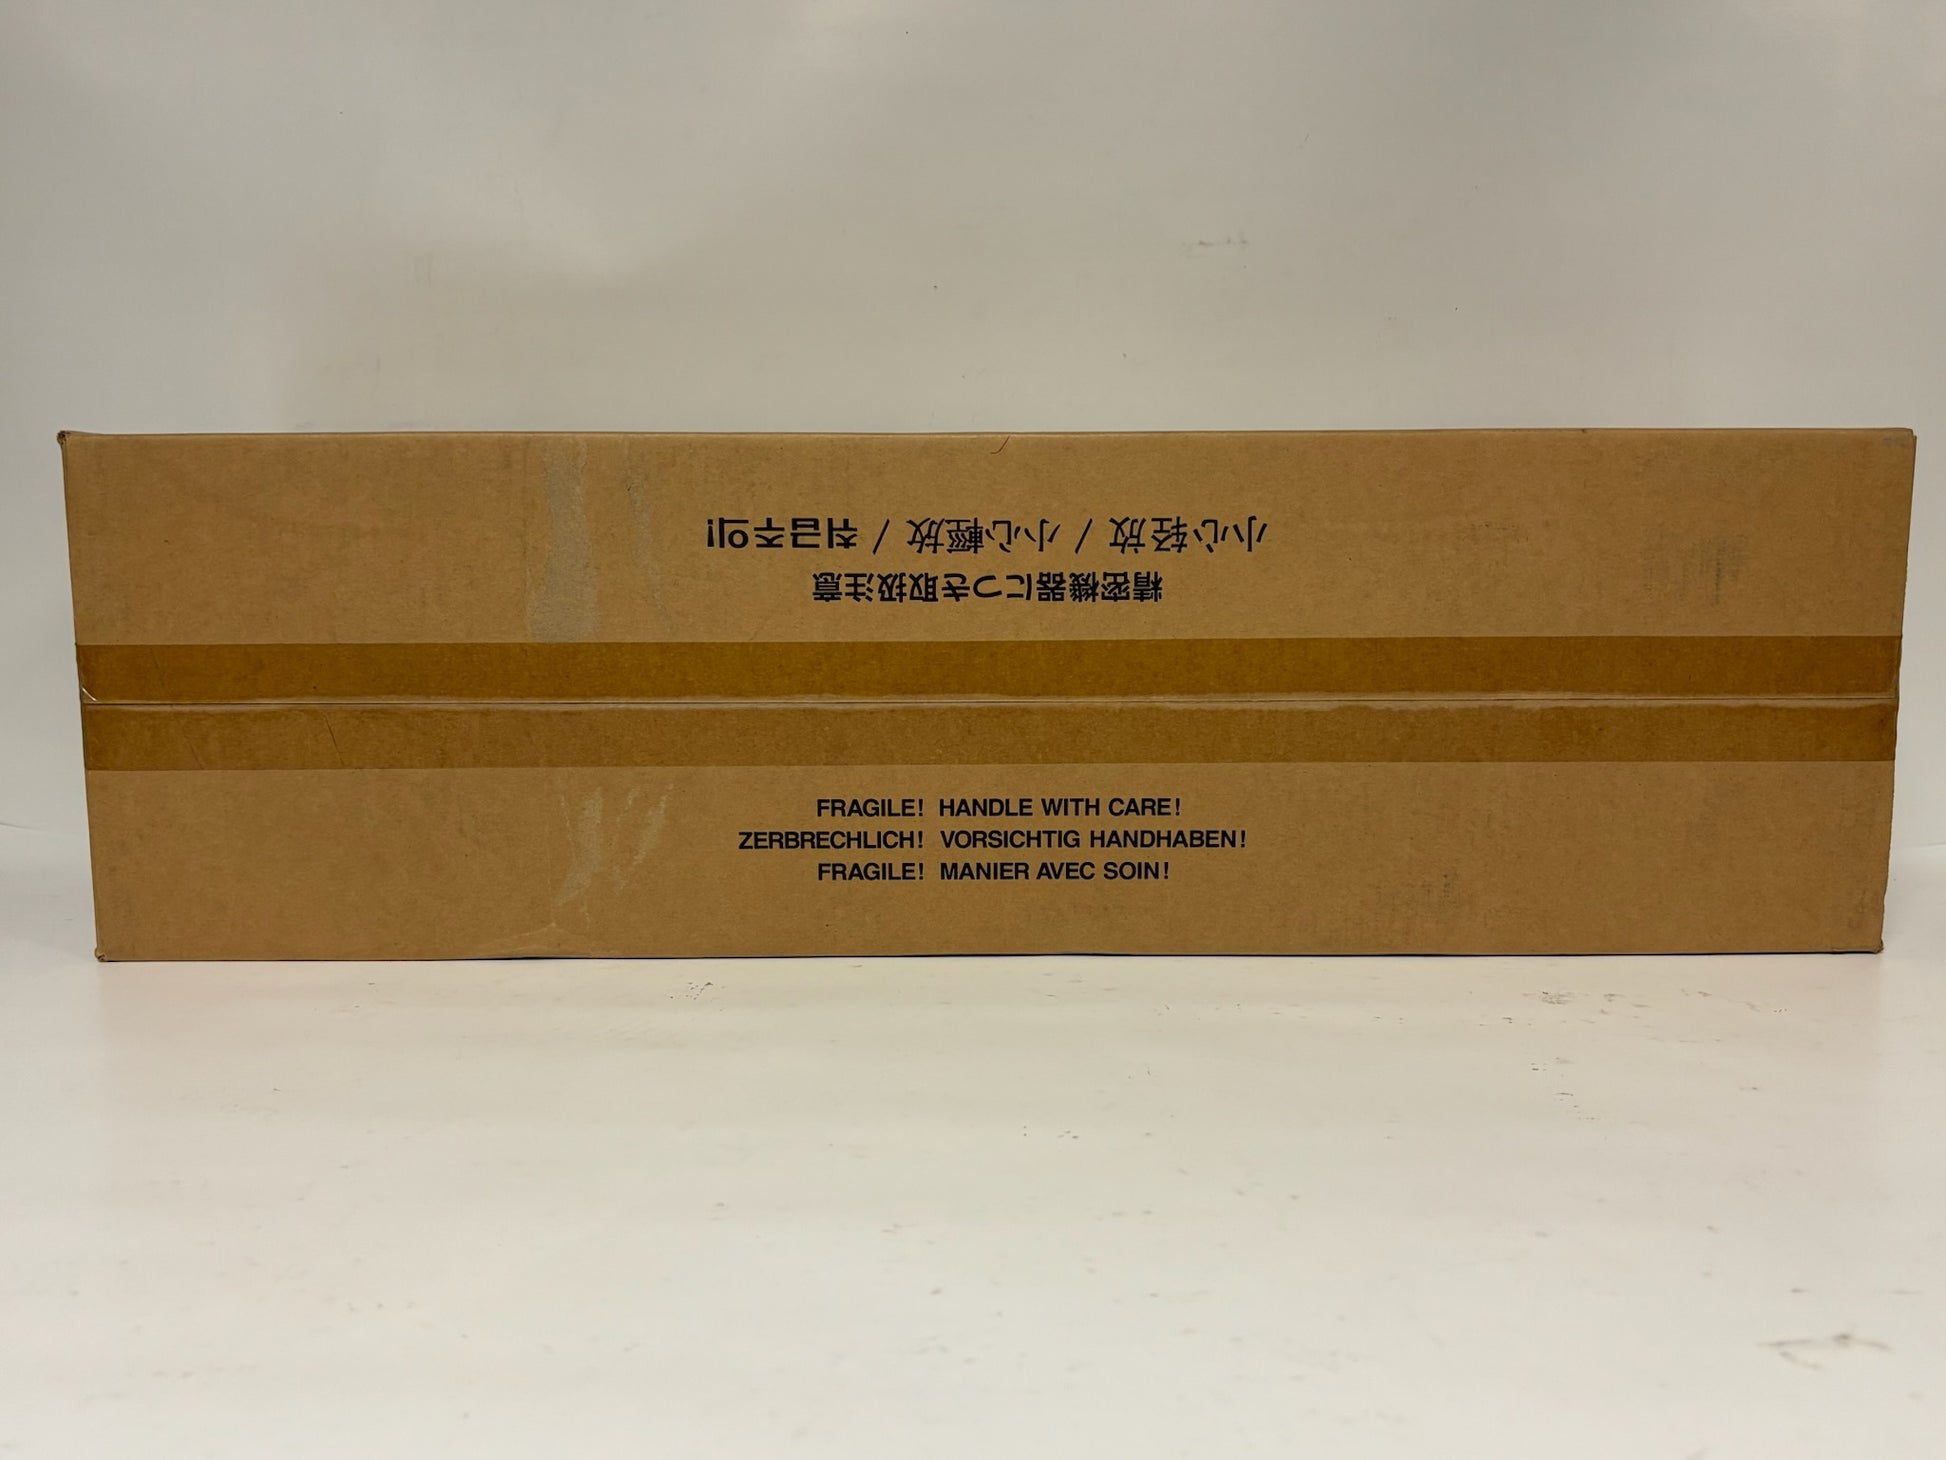 精密機器につき取扱注意
小心轻放 / 小心輕放 / 취급주의!
FRAGILE! HANDLE WITH CARE!
ZERBRECHLICH! VORSICHTIG HANDHABEN!
FRAGILE! MANIER AVEC SOIN!